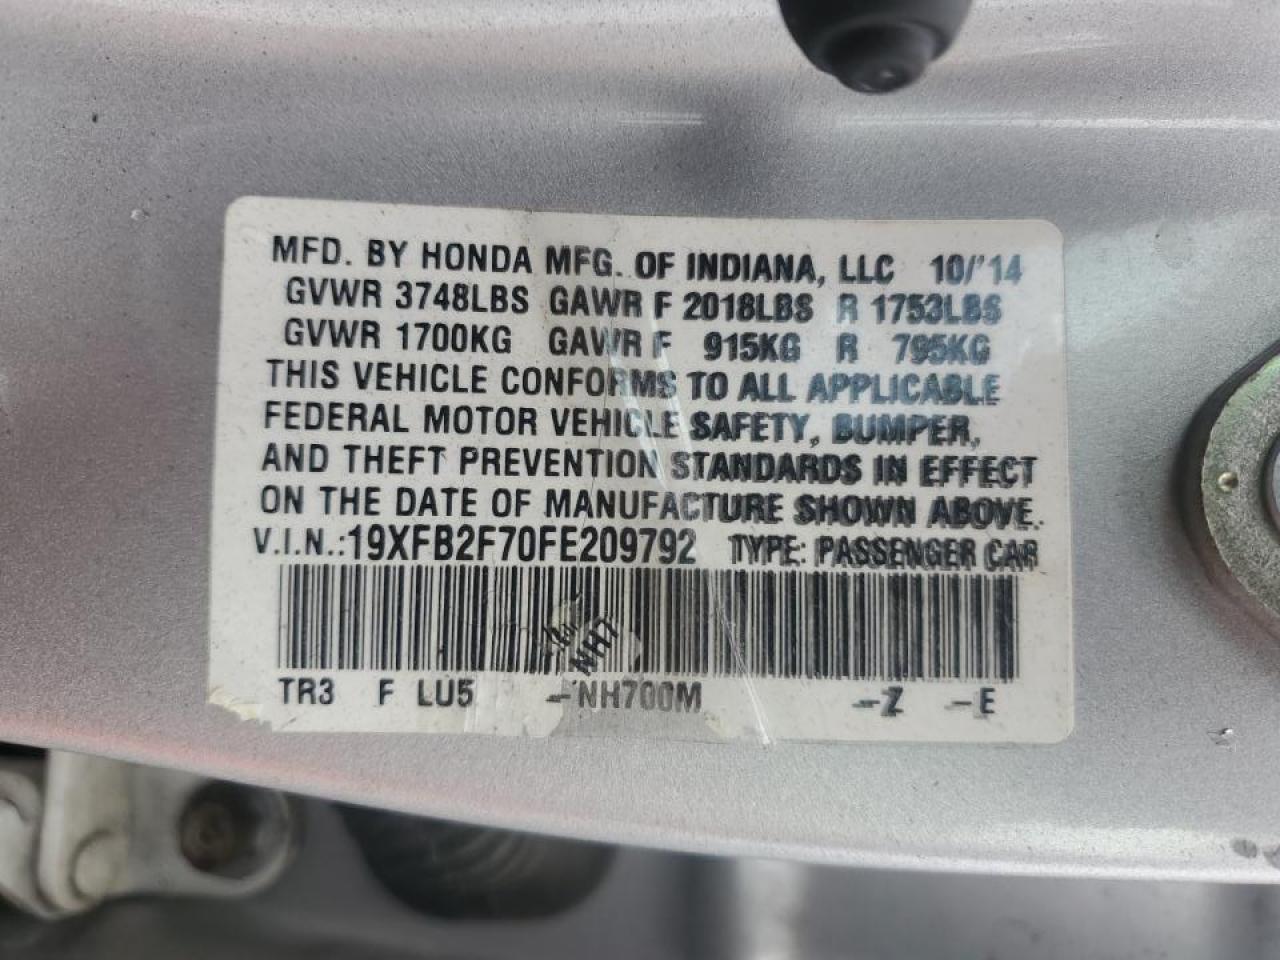 MFD. BY HONDA MFG. OF INDIANA, LLC 10/'14
GVWR 3748LBS GAWR F 2018LBS R 1753LBS
GVWR 1700KG GAWR F 915KG R 795KG
THIS VEHICLE CONFORMS TO ALL APPLICABLE
FEDERAL MOTOR VEHICLE SAFETY, BUMPER,
AND THEFT PREVENTION STANDARDS IN EFFECT
ON THE DATE OF MANUFACTURE SHOWN ABOVE.
V.I.N.:19XFB2F70FE209792 TYPE: PASSENGER CAR
NH7
TR3 F LU5 -NH700M -Z -E